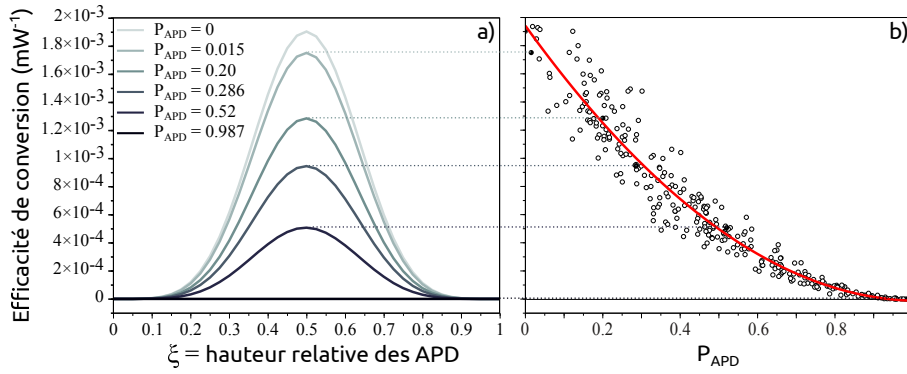 Efficacité de conversion (mW⁻¹)
2×10⁻³
1.8×10⁻³
1.6×10⁻³
1.4×10⁻³
1.2×10⁻³
1×10⁻³
8×10⁻⁴
6×10⁻⁴
4×10⁻⁴
2×10⁻⁴
0
P_APD = 0
P_APD = 0.015
P_APD = 0.20
P_APD = 0.286
P_APD = 0.52
P_APD = 0.987
a)
0 0.1 0.2 0.3 0.4 0.5 0.6 0.7 0.8 0.9 1
ξ = hauteur relative des APD
b)
0 0.2 0.4 0.6 0.8
P_APD